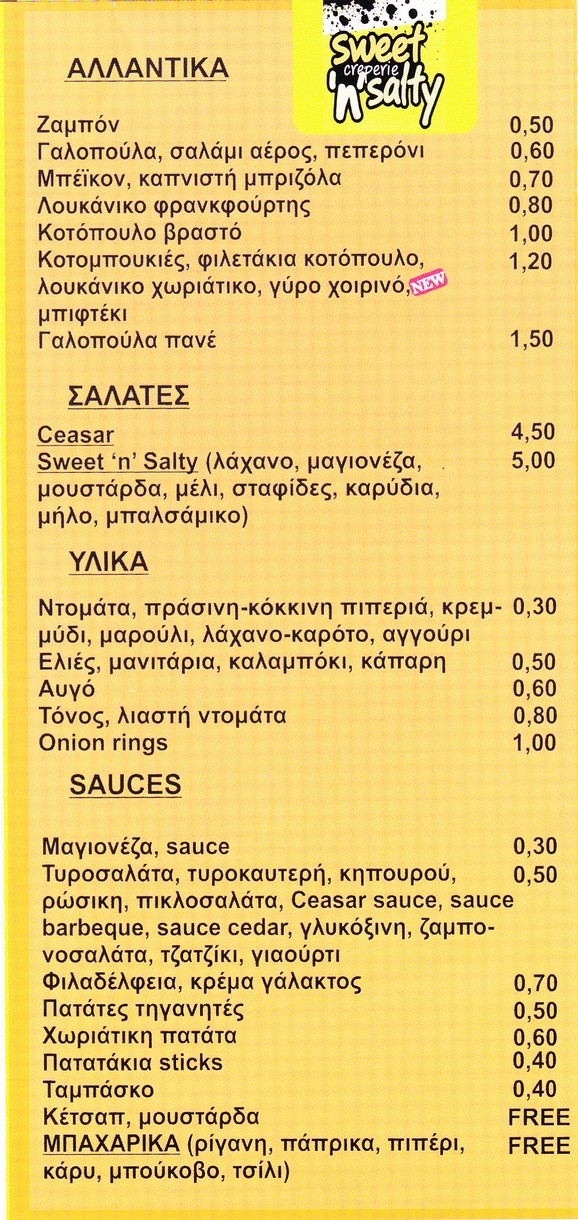 sweet
creperie
'n' salty
ΑΛΛΑΝΤΙΚΑ
Ζαμπόν 0,50
Γαλοπούλα, σαλάμι αέρος, πεπερόνι 0,60
Μπέϊκον, καπνιστή μπριζόλα 0,70
Λουκάνικο φρανκφούρτης 0,80
Κοτόπουλο βραστό 1,00
Κοτομπουκιές, φιλετάκια κοτόπουλο, 1,20
λουκάνικο χωριάτικο, γύρο χοιρινό, NEW
μπιφτέκι
Γαλοπούλα πανέ 1,50
ΣΑΛΑΤΕΣ
Ceasar 4,50
Sweet ‘n’ Salty (λάχανο, μαγιονέζα, 5,00
μουστάρδα, μέλι, σταφίδες, καρύδια,
μήλο, μπαλσάμικο)
ΥΛΙΚΑ
Ντομάτα, πράσινη-κόκκινη πιπεριά, κρεμ- 0,30
μύδι, μαρούλι, λάχανο-καρότο, αγγούρι
Ελιές, μανιτάρια, καλαμπόκι, κάπαρη 0,50
Αυγό 0,60
Τόνος, λιαστή ντομάτα 0,80
Onion rings 1,00
SAUCES
Μαγιονέζα, sauce 0,30
Τυροσαλάτα, τυροκαυτερή, κηπουρού, 0,50
ρώσικη, πικλοσαλάτα, Ceasar sauce, sauce
barbeque, sauce cedar, γλυκόξινη, ζαμπο-
νοσαλάτα, τζατζίκι, γιαούρτι
Φιλαδέλφεια, κρέμα γάλακτος 0,70
Πατάτες τηγανητές 0,50
Χωριάτικη πατάτα 0,60
Πατατάκια sticks 0,40
Ταμπάσκο 0,40
Κέτσαπ, μουστάρδα FREE
ΜΠΑΧΑΡΙΚΑ (ρίγανη, πάπρικα, πιπέρι, FREE
κάρυ, μπούκοβο, τσίλι)